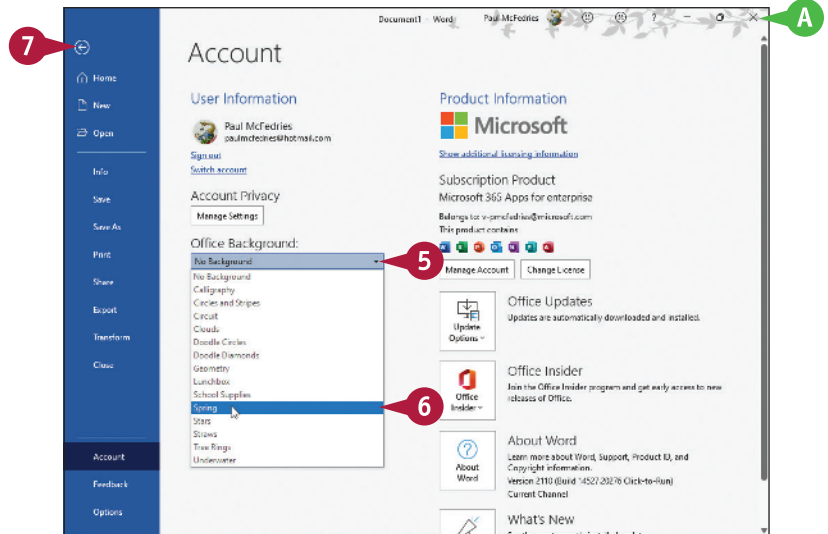 Document1 - Word
Paul McFedries
?
A
7
Home
New
Open
Info
Save
Save As
Print
Share
Export
Transform
Close
Account
Feedback
Options
Account
User Information
Paul McFedries
paulmcfedries@hotmail.com
Sign out
Switch account
Account Privacy
Manage Settings
Office Background:
No Background
5
No Background
Calligraphy
Circles and Stripes
Circuit
Clouds
Doodle Circles
Doodle Diamonds
Geometry
Lunchbox
School Supplies
Spring
6
Stars
Straws
Tree Rings
Underwater
Product Information
Microsoft
Show additional licensing information
Subscription Product
Microsoft 365 Apps for enterprise
Belongs to: v-pmcfedries@microsoft.com
This product contains
Manage Account
Change License
Update
Options
Office Updates
Updates are automatically downloaded and installed.
Office
Insider
Office Insider
Join the Office Insider program and get early access to new
releases of Office.
About
Word
About Word
Learn more about Word, Support, Product ID, and
Copyright information.
Version 2110 (Build 14527.20276 Click-to-Run)
Current Channel
What's New